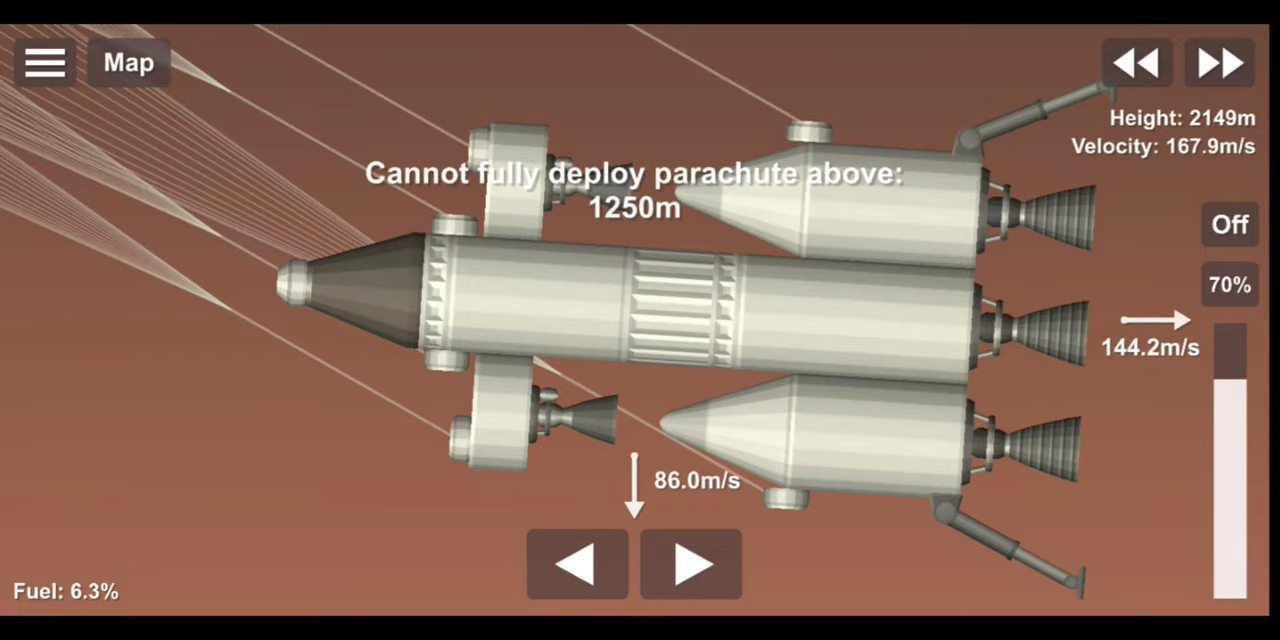 Map
Height: 2149m
Velocity: 167.9m/s
Cannot fully deploy parachute above:
1250m
Off
70%
144.2m/s
86.0m/s
Fuel: 6.3%